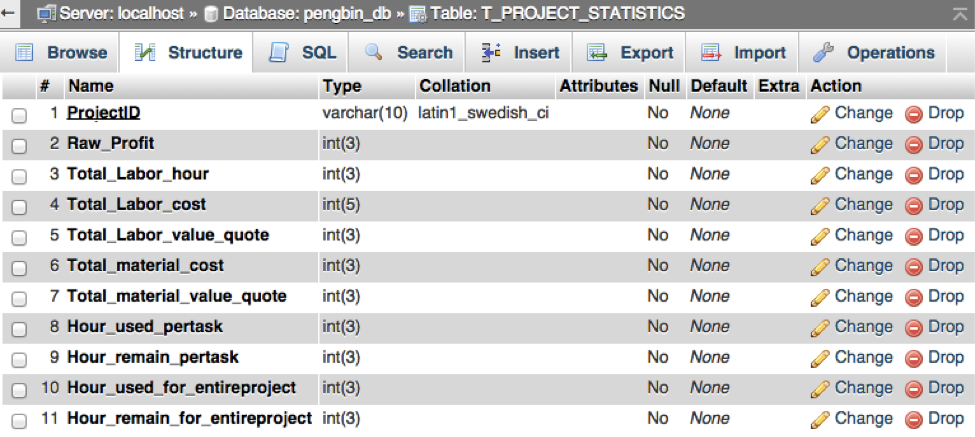 Server: localhost » Database: pengbin_db » Table: T_PROJECT_STATISTICS
Browse Structure SQL Search Insert Export Import Operations
# Name Type Collation Attributes Null Default Extra Action
1 ProjectID varchar(10) latin1_swedish_ci No None Change Drop
2 Raw_Profit int(3) No None Change Drop
3 Total_Labor_hour int(3) No None Change Drop
4 Total_Labor_cost int(5) No None Change Drop
5 Total_Labor_value_quote int(3) No None Change Drop
6 Total_material_cost int(3) No None Change Drop
7 Total_material_value_quote int(3) No None Change Drop
8 Hour_used_pertask int(3) No None Change Drop
9 Hour_remain_pertask int(3) No None Change Drop
10 Hour_used_for_entireproject int(3) No None Change Drop
11 Hour_remain_for_entireproject int(3) No None Change Drop